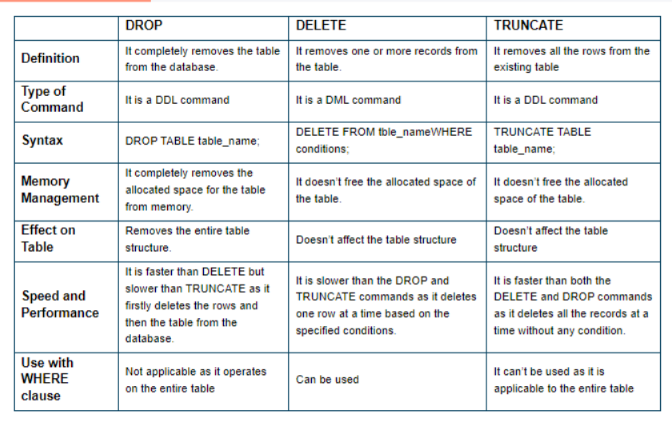 DROP DELETE TRUNCATE
Definition
It completely removes the table
from the database.
It removes one or more records from
the table.
It removes all the rows from the
existing table
Type of
Command
It is a DDL command
It is a DML command
It is a DDL command
Syntax
DROP TABLE table_name;
DELETE FROM tble_nameWHERE
conditions;
TRUNCATE TABLE
table_name;
Memory
Management
It completely removes the
allocated space for the table
from memory.
It doesn't free the allocated space of
the table.
It doesn't free the allocated
space of the table.
Effect on
Table
Removes the entire table
structure.
Doesn't affect the table structure
Doesn't affect the table
structure
Speed and
Performance
It is faster than DELETE but
slower than TRUNCATE as it
firstly deletes the rows and
then the table from the
database.
It is slower than the DROP and
TRUNCATE commands as it deletes
one row at a time based on the
specified conditions.
It is faster than both the
DELETE and DROP commands
as it deletes all the records at a
time without any condition.
Use with
WHERE
clause
Not applicable as it operates
on the entire table
Can be used
It can't be used as it is
applicable to the entire table